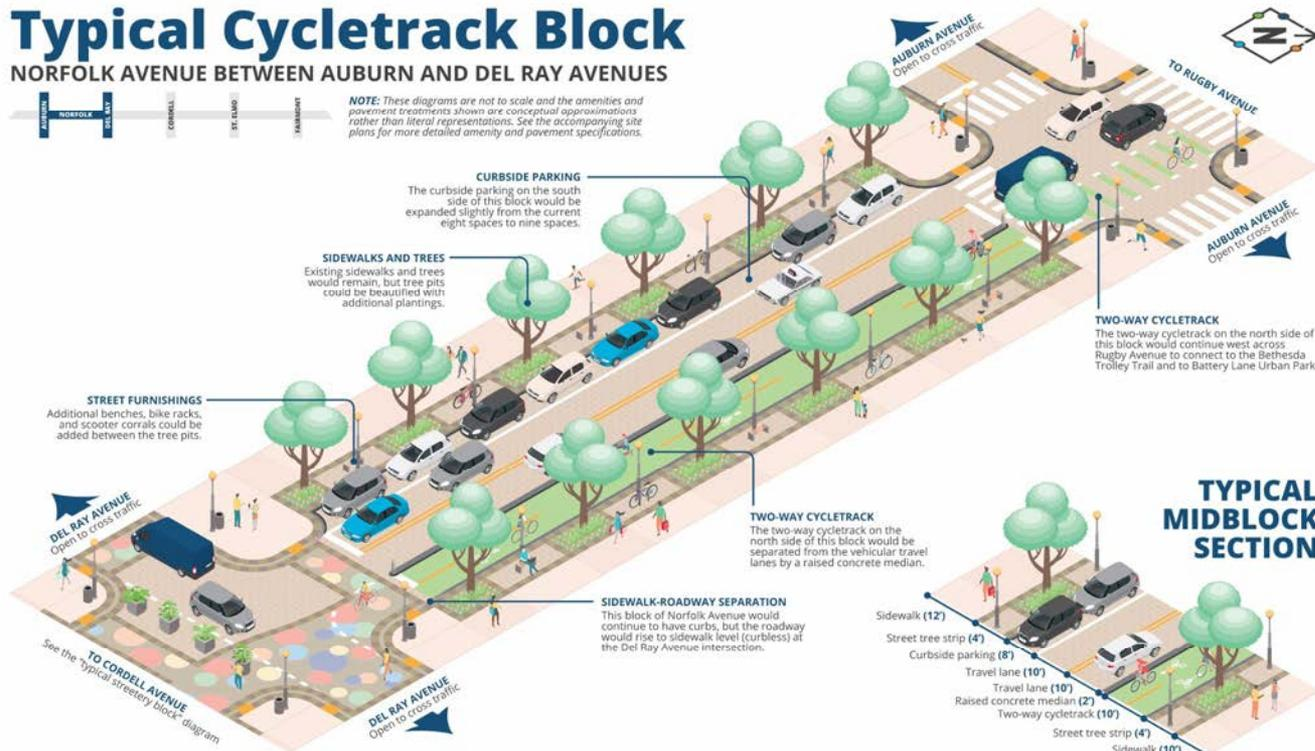 Typical Cycletrack Block
NORFOLK AVENUE BETWEEN AUBURN AND DEL RAY AVENUES
AUBURN
NORFOLK
DEL RAY
CORDELL
ST. ELMO
FAIRMONT
NOTE: These diagrams are not to scale and the amenities and
pavement treatments shown are conceptual approximations
rather than literal representations. See the accompanying site
plans for more detailed amenity and pavement specifications.
AUBURN AVENUE
Open to cross traffic
N
TO RUGBY AVENUE
CURBSIDE PARKING
The curbside parking on the south
side of this block would be
expanded slightly from the current
eight spaces to nine spaces.
SIDEWALKS AND TREES
Existing sidewalks and trees
would remain, but tree pits
could be beautified with
additional plantings.
AUBURN AVENUE
Open to cross traffic
TWO-WAY CYCLETRACK
The two-way cycletrack on the north side of
this block would continue west across
Rugby Avenue to connect to the Bethesda
Trolley Trail and to Battery Lane Urban Park
STREET FURNISHINGS
Additional benches, bike racks,
and scooter corrals could be
added between the tree pits.
DEL RAY AVENUE
Open to cross traffic
TWO-WAY CYCLETRACK
The two-way cycletrack on the
north side of this block would be
separated from the vehicular travel
lanes by a raised concrete median.
SIDEWALK-ROADWAY SEPARATION
This block of Norfolk Avenue would
continue to have curbs, but the roadway
would rise to sidewalk level (curbless) at
the Del Ray Avenue intersection.
TO CORDELL AVENUE
See the "typical streetery block" diagram
DEL RAY AVENUE
Open to cross traffic
TYPICAL
MIDBLOCK
SECTION
Sidewalk (12')
Street tree strip (4')
Curbside parking (8')
Travel lane (10')
Travel lane (10')
Raised concrete median (2')
Two-way cycletrack (10')
Street tree strip (4')
Sidewalk (10')